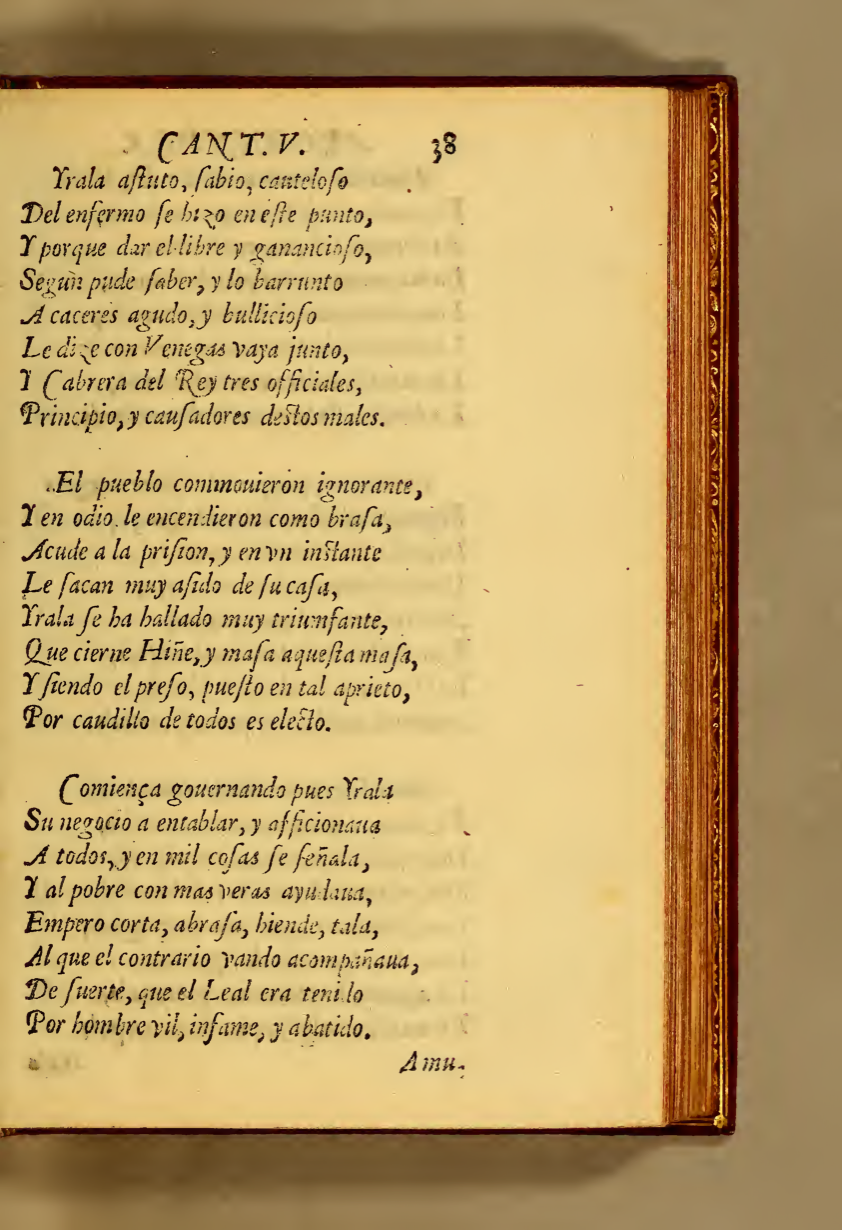 CANT. V. 38
Yrala aſtuto, ſabio, cauteloſo
Del enfermo ſe hizo en eſte punto,
Y porque dar el libre y ganancioſo,
Segun pude ſaber, y lo barrunto
A caceres agudo, y bullicioſo
Le dize con Venegas vaya junto,
Y Cabrera del Rey tres officiales,
Principio, y cauſadores deſtos males.
El pueblo commouieron ignorante,
Y en odio le encendieron como braſa,
Acude a la priſion, y en vn inſtante
Le ſacan muy aſido de ſu caſa,
Yrala ſe ha hallado muy triumfante,
Que cierne Hiñe, y maſa aqueſta maſa,
Y ſiendo el preſo, pueſto en tal aprieto,
Por caudillo de todos es electo.
Comiença gouernando pues Yrala
Su negocio a entablar, y afficionaua
A todos, y en mil coſas ſe ſeñala,
Y al pobre con mas veras ayudaua,
Empero corta, abraſa, hiende, tala,
Al que el contrario vando acompañaua,
De ſuerte, que el Leal era tenido
Por hombre vil, infame, y abatido.
A mu-